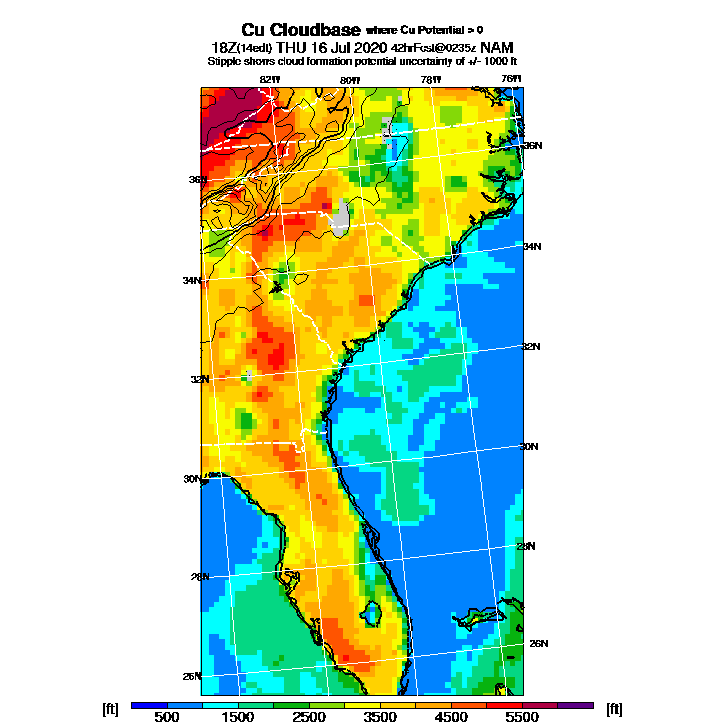 Cu Cloudbase where Cu Potential > 0
18Z(14edt) THU 16 Jul 2020 42hrFcst@0235z NAM
Stipple shows cloud formation potential uncertainty of +/- 1000 ft
82W 80W 78W 76W
36N
36N
34N
34N
32N
32N
30N
30N
28N
28N
26N
26N
[ft] 500 1500 2500 3500 4500 5500 [ft]